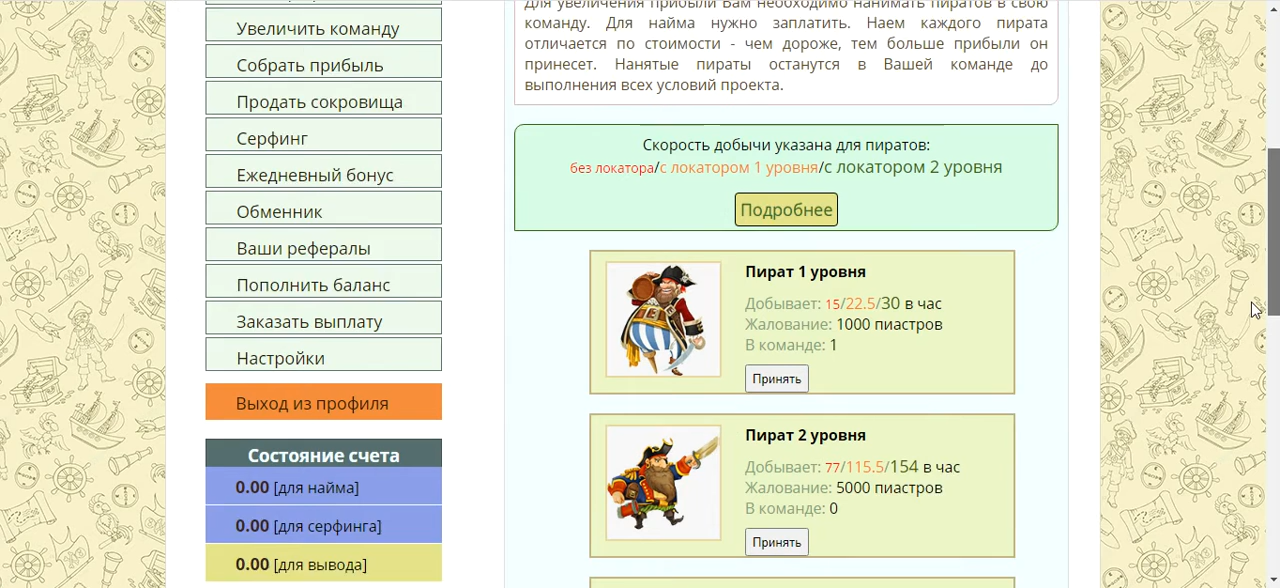 Увеличить команду
Собрать прибыль
Продать сокровища
Серфинг
Ежедневный бонус
Обменник
Ваши рефералы
Пополнить баланс
Заказать выплату
Настройки
Выход из профиля
Состояние счета
0.00 [для найма]
0.00 [для серфинга]
0.00 [для вывода]
Для увеличения прибыли Вам необходимо нанимать пиратов в свою
команду. Для найма нужно заплатить. Наем каждого пирата
отличается по стоимости - чем дороже, тем больше прибыли он
принесет. Нанятые пираты останутся в Вашей команде до
выполнения всех условий проекта.
Скорость добычи указана для пиратов:
без локатора/с локатором 1 уровня/с локатором 2 уровня
Подробнее
Пират 1 уровня
Добывает: 15/22.5/30 в час
Жалование: 1000 пиастров
В команде: 1
Принять
Пират 2 уровня
Добывает: 77/115.5/154 в час
Жалование: 5000 пиастров
В команде: 0
Принять